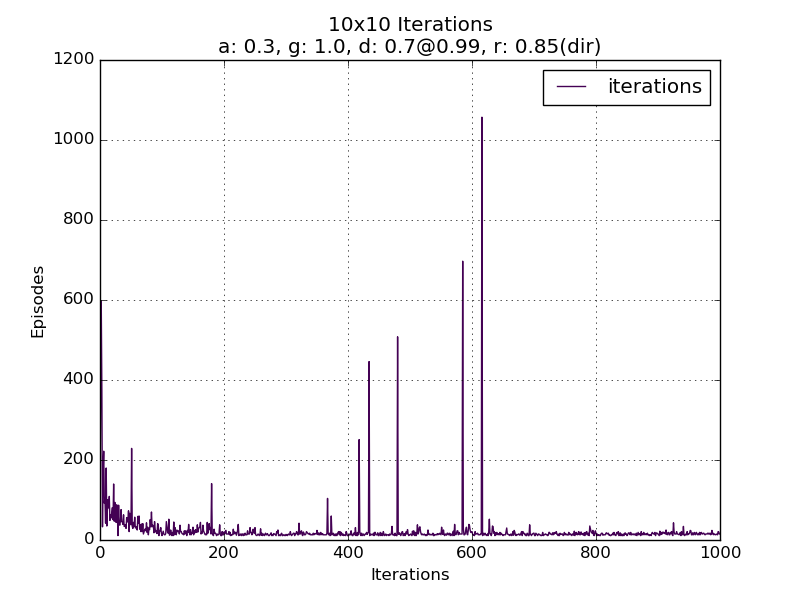 10x10 Iterations
a: 0.3, g: 1.0, d: 0.7@0.99, r: 0.85(dir)
iterations
1200
1000
800
600
400
200
0
Episodes
0 200 400 600 800 1000
Iterations